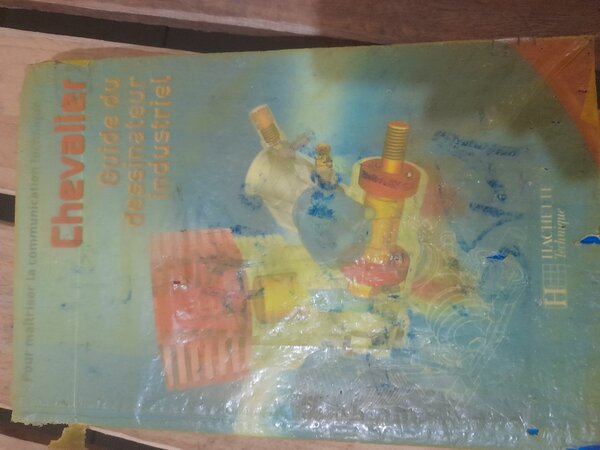 Pour maîtriser la communication
Chevalier
Guide du
dessinateur
industriel
H
HACHETTE
Technique